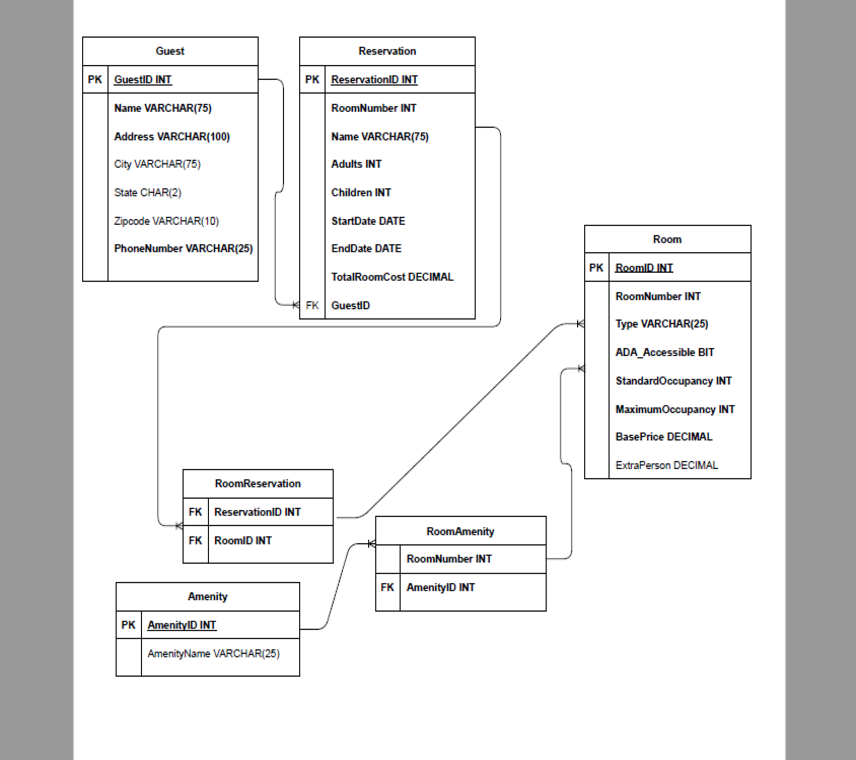 Guest
PK GuestID INT
Name VARCHAR(75)
Address VARCHAR(100)
City VARCHAR(75)
State CHAR(2)
Zipcode VARCHAR(10)
PhoneNumber VARCHAR(25)
Reservation
PK ReservationID INT
RoomNumber INT
Name VARCHAR(75)
Adults INT
Children INT
StartDate DATE
EndDate DATE
TotalRoomCost DECIMAL
FK GuestID
Room
PK RoomID INT
RoomNumber INT
Type VARCHAR(25)
ADA_Accessible BIT
StandardOccupancy INT
MaximumOccupancy INT
BasePrice DECIMAL
ExtraPerson DECIMAL
RoomReservation
FK ReservationID INT
FK RoomID INT
RoomAmenity
RoomNumber INT
FK AmenityID INT
Amenity
PK AmenityID INT
AmenityName VARCHAR(25)